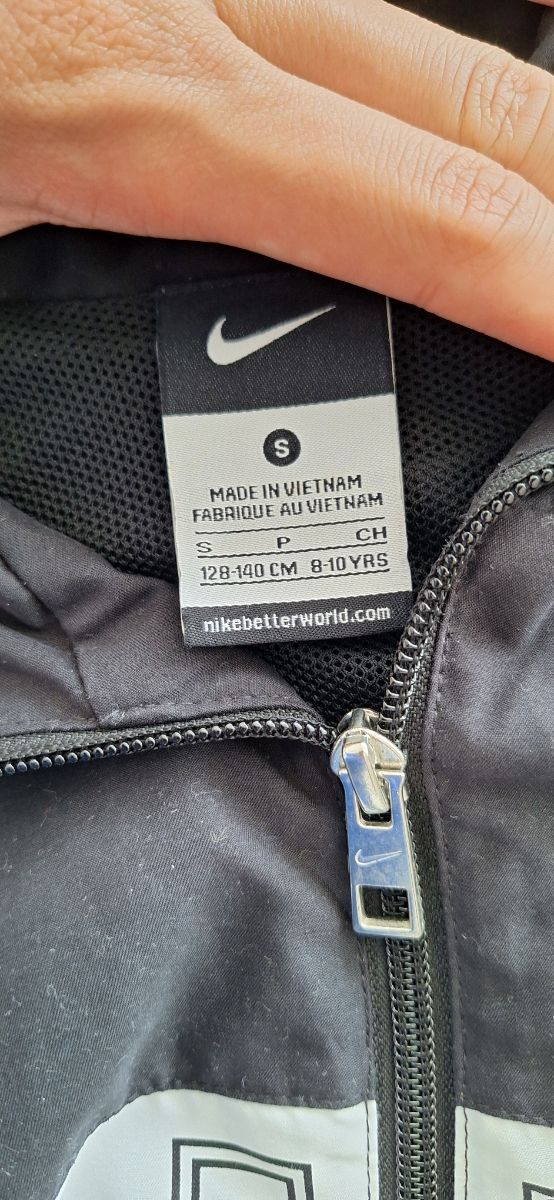 S
MADE IN VIETNAM
FABRIQUE AU VIETNAM
S P CH
128-140 CM 8-10 YRS
nikebetterworld.com